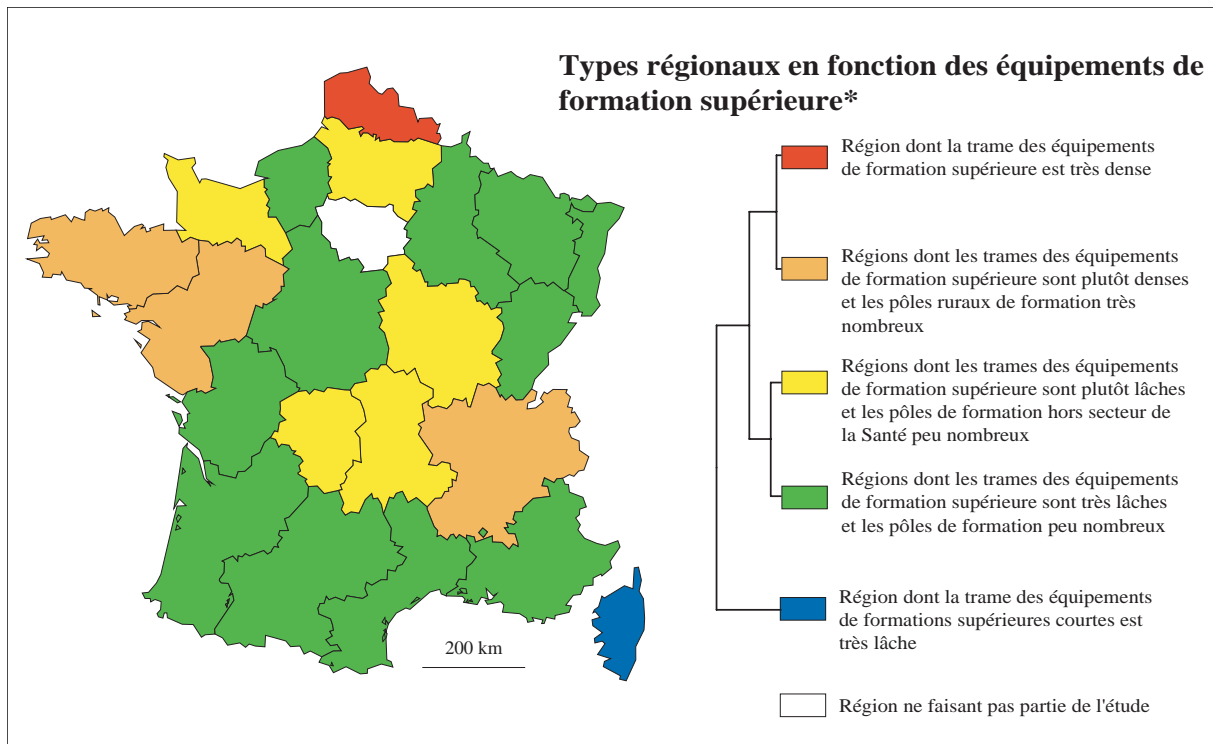 Types régionaux en fonction des équipements de
formation supérieure*
Région dont la trame des équipements
de formation supérieure est très dense
Régions dont les trames des équipements
de formation supérieure sont plutôt denses
et les pôles ruraux de formation très
nombreux
Régions dont les trames des équipements
de formation supérieure sont plutôt lâches
et les pôles de formation hors secteur de
la Santé peu nombreux
Régions dont les trames des équipements
de formation supérieure sont très lâches
et les pôles de formation peu nombreux
Région dont la trame des équipements
de formations supérieures courtes est
très lâche
Région ne faisant pas partie de l'étude
200 km